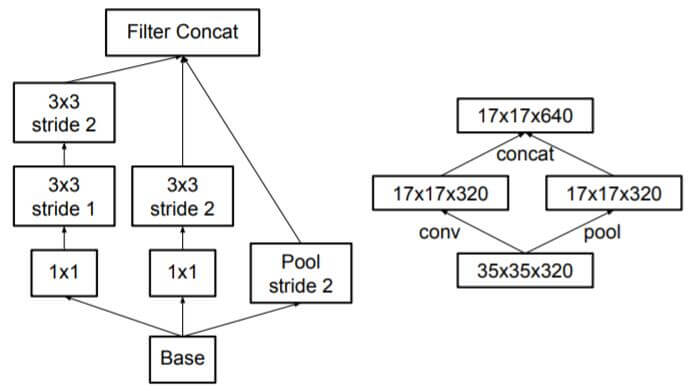 Filter Concat
3x3
stride 2
3x3
stride 1
3x3
stride 2
1x1
1x1
Pool
stride 2
Base
17x17x640
concat
17x17x320
17x17x320
conv
pool
35x35x320